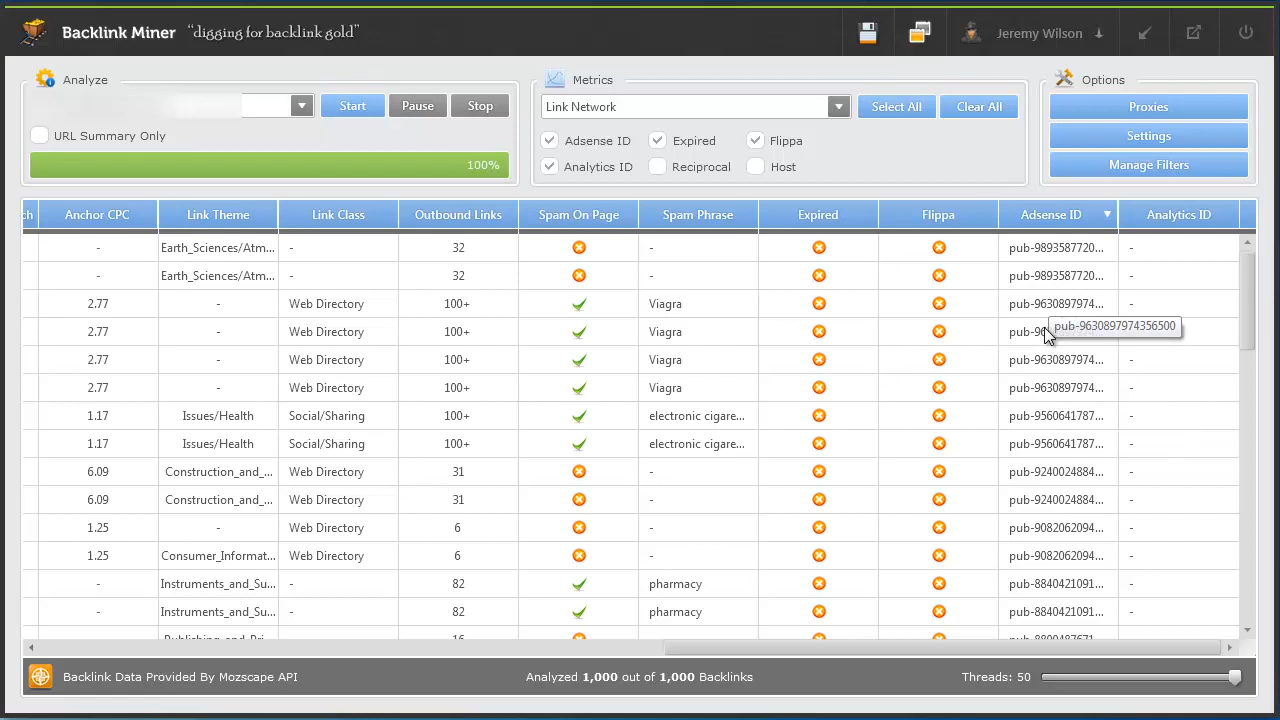 Backlink Miner "digging for backlink gold" Jeremy Wilson
Analyze Metrics Options
Start Pause Stop Link Network Select All Clear All Proxies
URL Summary Only Adsense ID Expired Flippa Settings
100% Analytics ID Reciprocal Host Manage Filters
ch Anchor CPC Link Theme Link Class Outbound Links Spam On Page Spam Phrase Expired Flippa Adsense ID Analytics ID
- Earth_Sciences/Atm... - 32 - pub-9893587720... -
- Earth_Sciences/Atm... - 32 - pub-9893587720... -
2.77 - Web Directory 100+ Viagra pub-9630897974... -
2.77 - Web Directory 100+ Viagra pub-96 pub-9630897974356500
2.77 - Web Directory 100+ Viagra pub-9630897974... -
2.77 - Web Directory 100+ Viagra pub-9630897974... -
1.17 Issues/Health Social/Sharing 100+ electronic cigare... pub-9560641787... -
1.17 Issues/Health Social/Sharing 100+ electronic cigare... pub-9560641787... -
6.09 Construction_and_... Web Directory 31 - pub-9240024884... -
6.09 Construction_and_... Web Directory 31 - pub-9240024884... -
1.25 - Web Directory 6 - pub-9082062094... -
1.25 Consumer_Informat... Web Directory 6 - pub-9082062094... -
- Instruments_and_Su... - 82 pharmacy pub-8840421091... -
- Instruments_and_Su... - 82 pharmacy pub-8840421091... -
Backlink Data Provided By Mozscape API Analyzed 1,000 out of 1,000 Backlinks Threads: 50